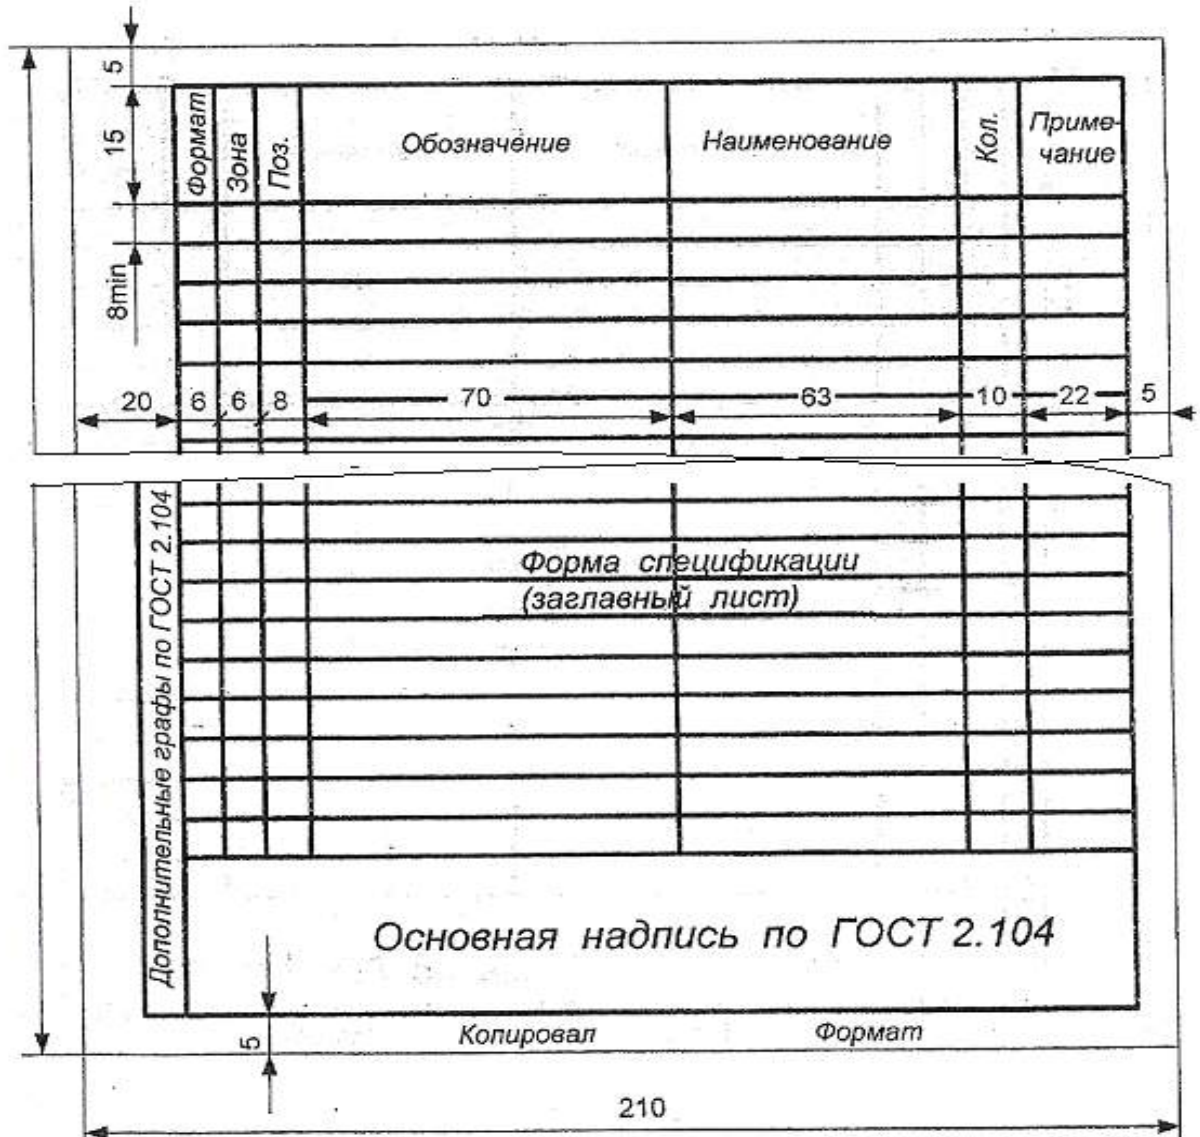 5
15
Формат
Зона
Поз.
Обозначение
Наименование
Кол.
Приме-
чание
8min
20 6 6 8 70 63 10 22 5
Дополнительные графы по ГОСТ 2.104
Форма спецификации
(заглавный лист)
Основная надпись по ГОСТ 2.104
5
Копировал Формат
210